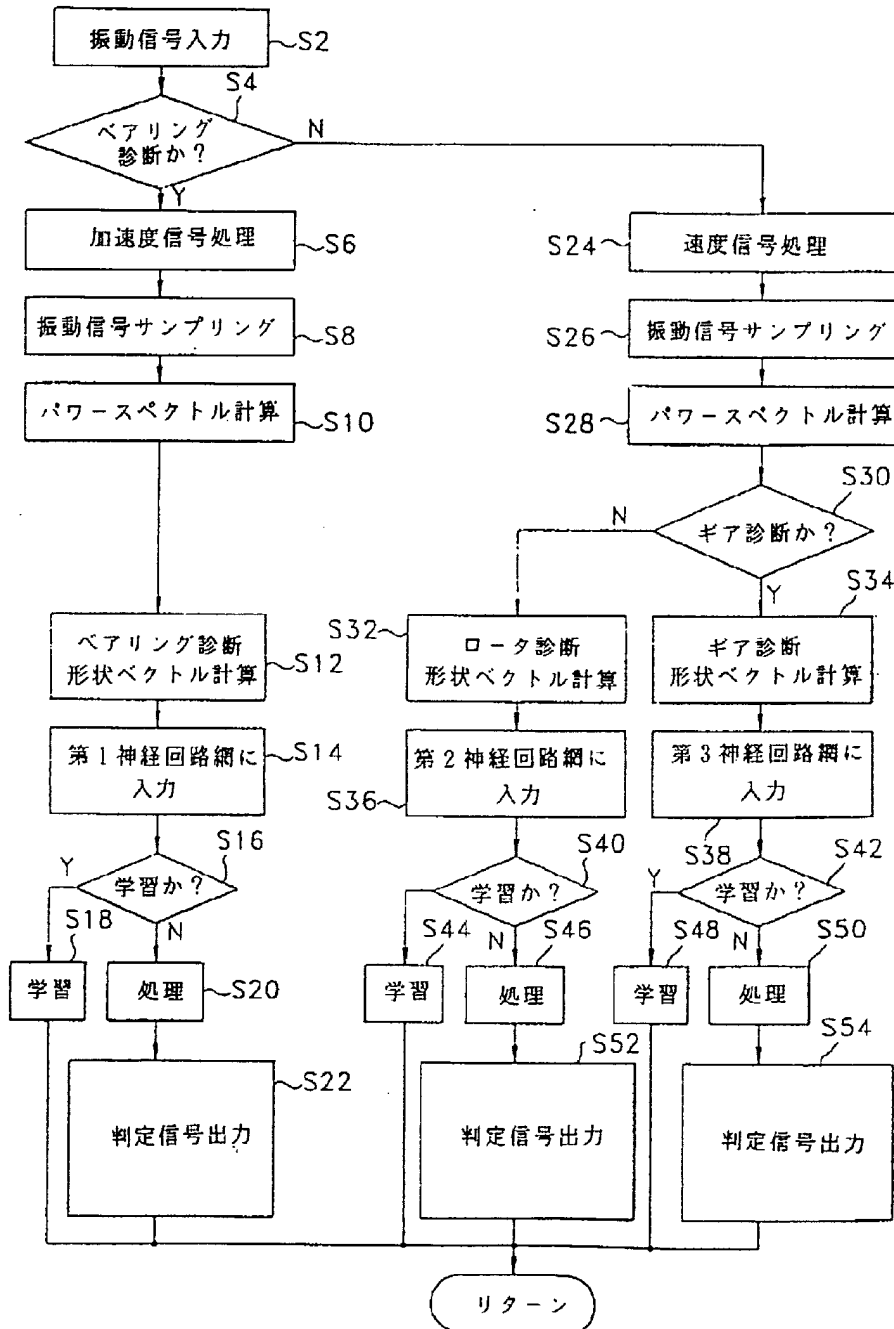 振動信号入力
S2
S4
ベアリング
診断か?
N
Y
加速度信号処理
S6
振動信号サンプリング
S8
パワースペクトル計算
S10
ベアリング診断
形状ベクトル計算
S12
第1神経回路網に
入力
S14
S16
学習か?
Y
N
S18
学習
処理
S20
S22
判定信号出力
S24
速度信号処理
S26
振動信号サンプリング
S28
パワースペクトル計算
S30
ギア診断か?
N
Y
S32
ロータ診断
形状ベクトル計算
S34
ギア診断
形状ベクトル計算
第2神経回路網に
入力
S36
第3神経回路網に
入力
S38
S40
学習か?
N
S44
学習
S46
処理
S52
判定信号出力
S42
学習か?
Y
N
S48
学習
S50
処理
S54
判定信号出力
リターン